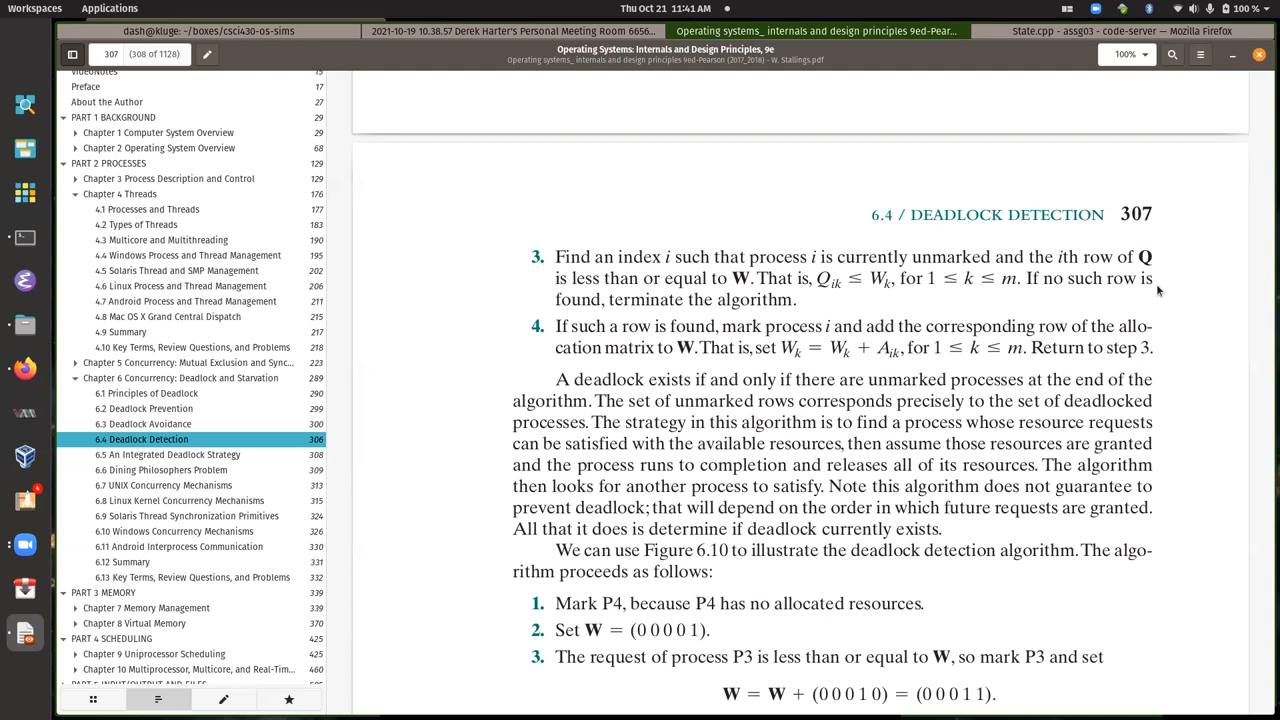 Workspaces Applications Thu Oct 21 11:41 AM 100 %
dash@kluge: ~/boxes/csci430-os-sims 2021-10-19 10.38.57 Derek Harter's Personal Meeting Room 6656... Operating systems_ internals and design principles 9ed-Pear... State.cpp - assg03 - code-server — Mozilla Firefox
307 (308 of 1128) Operating Systems: Internals and Design Principles, 9e 100%
Operating systems_ internals and design principles 9ed-Pearson (2017_2018) - W. Stallings.pdf
VideoNotes 15
Preface 17
About the Author 27
PART 1 BACKGROUND 29
Chapter 1 Computer System Overview 29
Chapter 2 Operating System Overview 68
PART 2 PROCESSES 129
Chapter 3 Process Description and Control 129
Chapter 4 Threads 176
4.1 Processes and Threads 177
4.2 Types of Threads 183
4.3 Multicore and Multithreading 190
4.4 Windows Process and Thread Management 195
4.5 Solaris Thread and SMP Management 202
4.6 Linux Process and Thread Management 206
4.7 Android Process and Thread Management 211
4.8 Mac OS X Grand Central Dispatch 215
4.9 Summary 217
4.10 Key Terms, Review Questions, and Problems 218
Chapter 5 Concurrency: Mutual Exclusion and Sync... 223
Chapter 6 Concurrency: Deadlock and Starvation 289
6.1 Principles of Deadlock 290
6.2 Deadlock Prevention 299
6.3 Deadlock Avoidance 300
6.4 Deadlock Detection 306
6.5 An Integrated Deadlock Strategy 308
6.6 Dining Philosophers Problem 309
6.7 UNIX Concurrency Mechanisms 313
6.8 Linux Kernel Concurrency Mechanisms 315
6.9 Solaris Thread Synchronization Primitives 324
6.10 Windows Concurrency Mechanisms 326
6.11 Android Interprocess Communication 330
6.12 Summary 331
6.13 Key Terms, Review Questions, and Problems 332
PART 3 MEMORY 339
Chapter 7 Memory Management 339
Chapter 8 Virtual Memory 370
PART 4 SCHEDULING 425
Chapter 9 Uniprocessor Scheduling 425
Chapter 10 Multiprocessor, Multicore, and Real-Tim... 460
4
6.4 / DEADLOCK DETECTION 307
3. Find an index i such that process i is currently unmarked and the ith row of Q
is less than or equal to W. That is, Qik ≤ Wk, for 1 ≤ k ≤ m. If no such row is
found, terminate the algorithm.
4. If such a row is found, mark process i and add the corresponding row of the allo-
cation matrix to W. That is, set Wk = Wk + Aik, for 1 ≤ k ≤ m. Return to step 3.
A deadlock exists if and only if there are unmarked processes at the end of the
algorithm. The set of unmarked rows corresponds precisely to the set of deadlocked
processes. The strategy in this algorithm is to find a process whose resource requests
can be satisfied with the available resources, then assume those resources are granted
and the process runs to completion and releases all of its resources. The algorithm
then looks for another process to satisfy. Note this algorithm does not guarantee to
prevent deadlock; that will depend on the order in which future requests are granted.
All that it does is determine if deadlock currently exists.
We can use Figure 6.10 to illustrate the deadlock detection algorithm. The algo-
rithm proceeds as follows:
1. Mark P4, because P4 has no allocated resources.
2. Set W = (0 0 0 0 1).
3. The request of process P3 is less than or equal to W, so mark P3 and set
W = W + (0 0 0 1 0) = (0 0 0 1 1).